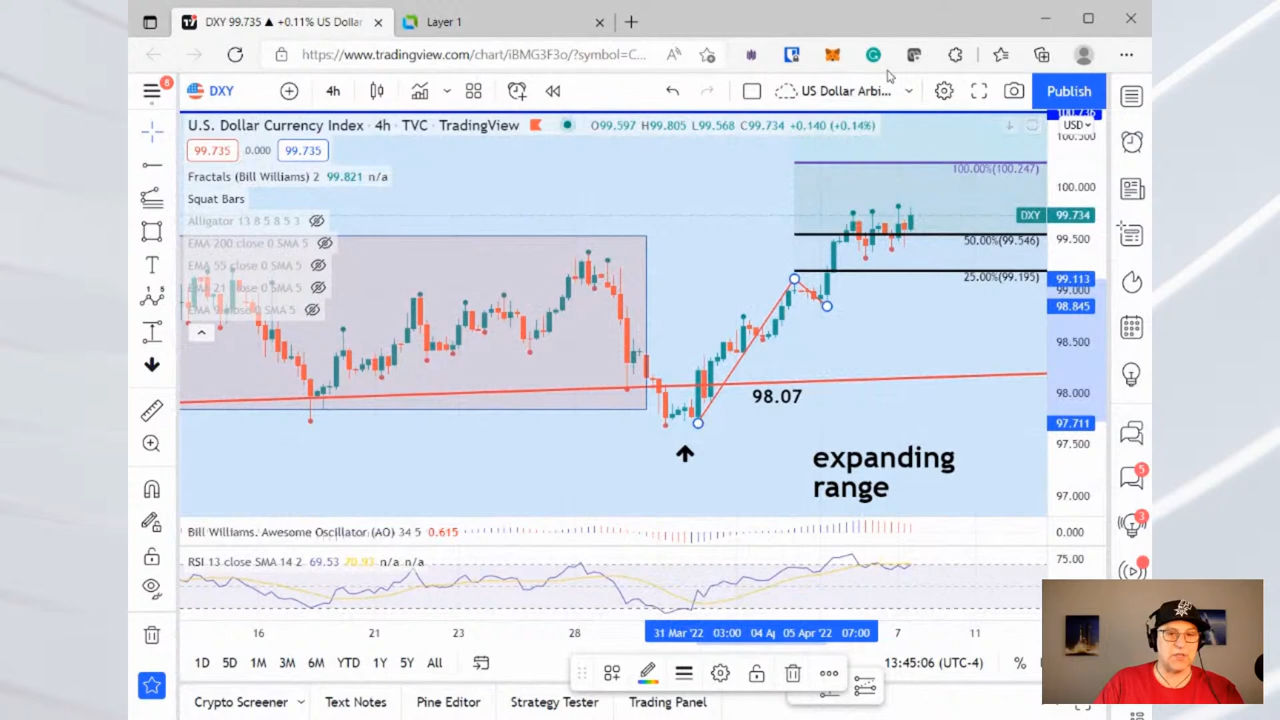 DXY 99.735 ▲ +0.11% US Dollar
Layer 1
https://www.tradingview.com/chart/iBMG3F3o/?symbol=C...
8
DXY
4h
US Dollar Arbi...
Publish
U.S. Dollar Currency Index · 4h · TVC · TradingView
O99.597 H99.805 L99.568 C99.734 +0.140 (+0.14%)
USD
100.500
99.735 0.000 99.735
Fractals (Bill Williams) 2 99.821 n/a
Squat Bars
Alligator 13 8 5 8 5 3
EMA 200 close 0 SMA 5
EMA 55 close 0 SMA 5
EMA 21 close 0 SMA 5
100.00%(100.247)
100.000
DXY 99.734
99.500
50.00%(99.546)
25.00%(99.195)
99.113
99.000
98.845
98.500
98.000
98.07
97.711
97.500
97.000
expanding
range
Bill Williams. Awesome Oscillator (AO) 34 5 0.615
0.000
RSI 13 close SMA 14 2 69.53 70.93 n/a n/a
75.00
5
3
16 21 23 28 31 Mar '22 03:00 04 A 05 Apr '22 07:00 7 11
1D 5D 1M 3M 6M YTD 1Y 5Y All
13:45:06 (UTC-4) %
Crypto Screener Text Notes Pine Editor Strategy Tester Trading Panel